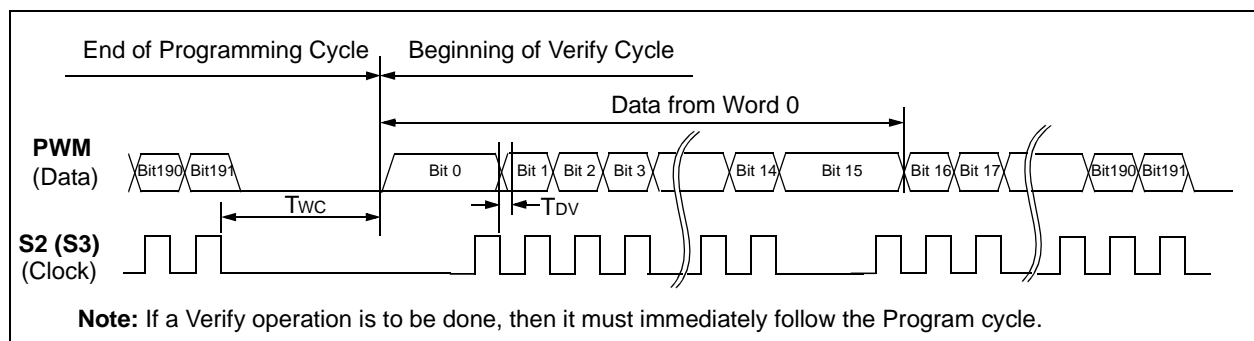 End of Programming Cycle
Beginning of Verify Cycle
Data from Word 0
PWM
(Data)
Bit190 Bit191 Bit 0 Bit 1 Bit 2 Bit 3 Bit 14 Bit 15 Bit 16 Bit 17 Bit190 Bit191
TWC
TDV
S2 (S3)
(Clock)
Note: If a Verify operation is to be done, then it must immediately follow the Program cycle.